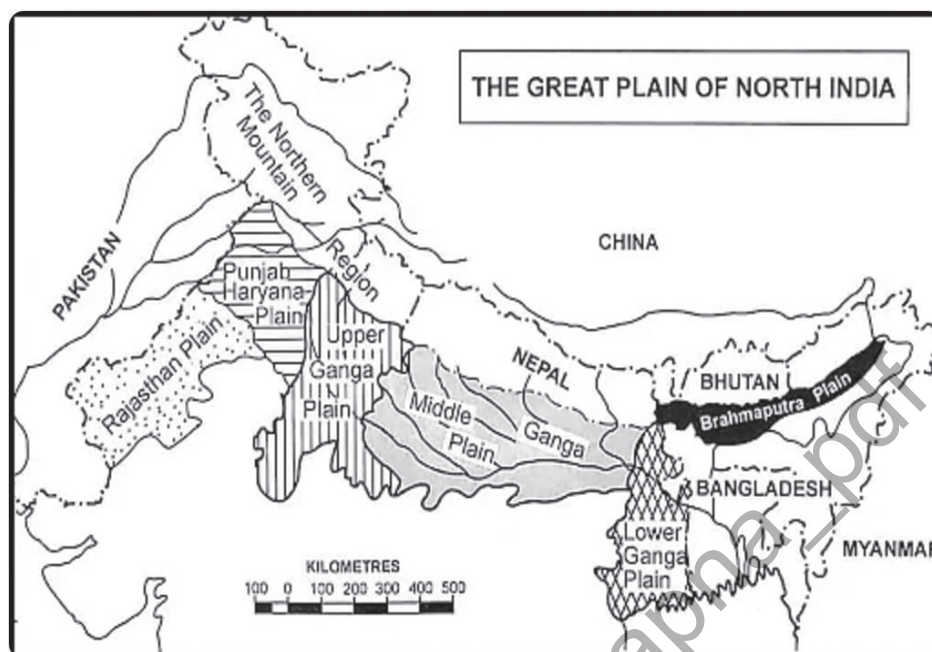 THE GREAT PLAIN OF NORTH INDIA
The Northern
Mountain
Region
PAKISTAN
CHINA
Punjab
Haryana
Plain
Rajasthan Plain
Upper
Ganga
Plain
NEPAL
Middle
Ganga
Plain
BHUTAN
Brahmaputra Plain
BANGLADESH
Lower
Ganga
Plain
MYANMAR
KILOMETRES
100 0 100 200 300 400 500
apna_pdf